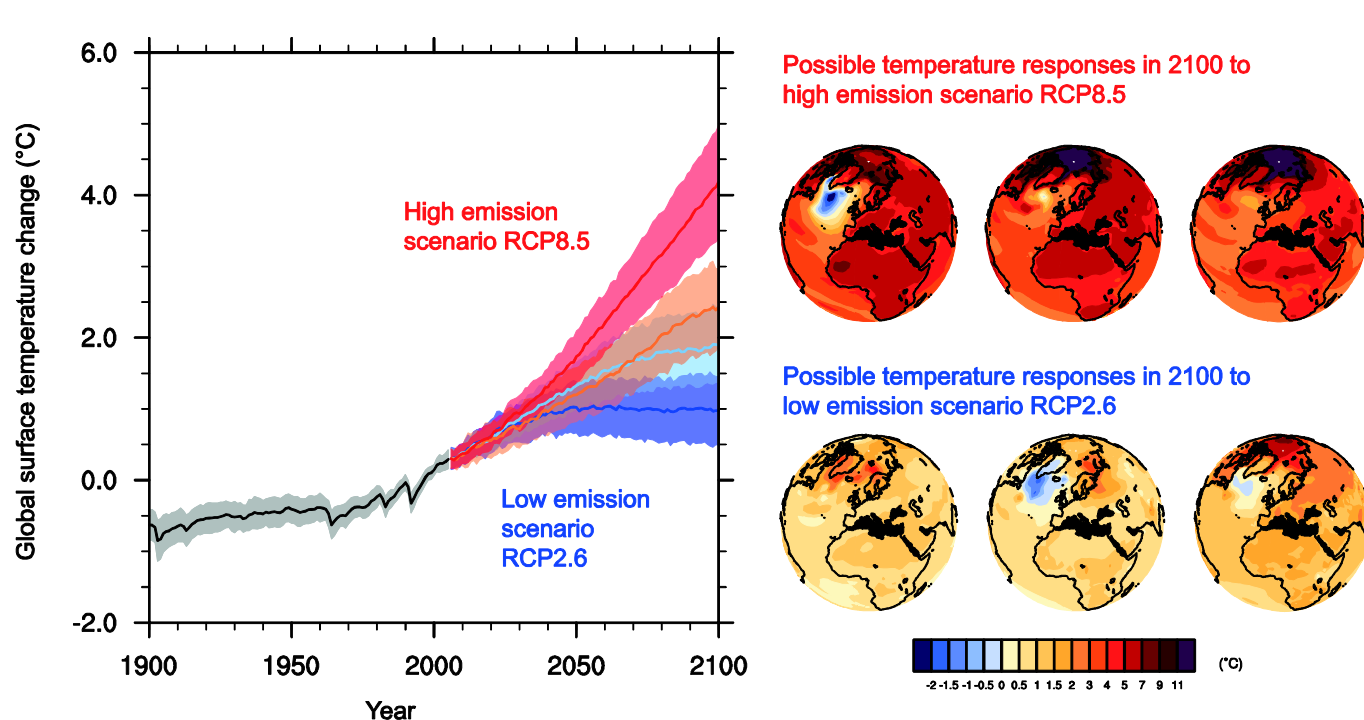 6.0
4.0
2.0
0.0
-2.0
Global surface temperature change (°C)
1900
1950
2000
2050
2100
Year
High emission
scenario RCP8.5
Low emission
scenario
RCP2.6
Possible temperature responses in 2100 to
high emission scenario RCP8.5
Possible temperature responses in 2100 to
low emission scenario RCP2.6
-2 -1.5 -1 -0.5 0 0.5 1 1.5 2 3 4 5 7 9 11 (°C)